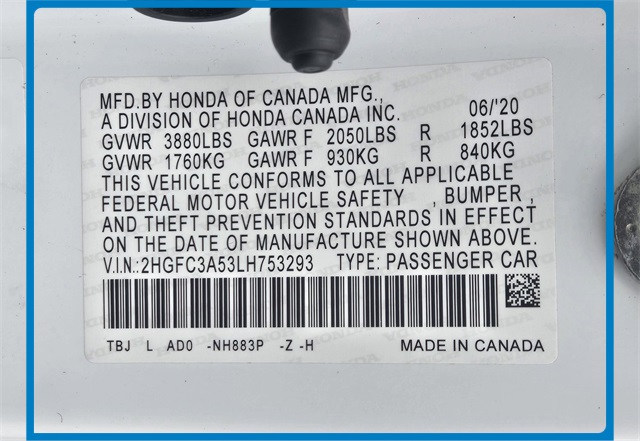 MFD.BY HONDA OF CANADA MFG.,
A DIVISION OF HONDA CANADA INC. 06/'20
GVWR 3880LBS GAWR F 2050LBS R 1852LBS
GVWR 1760KG GAWR F 930KG R 840KG
THIS VEHICLE CONFORMS TO ALL APPLICABLE
FEDERAL MOTOR VEHICLE SAFETY , BUMPER ,
AND THEFT PREVENTION STANDARDS IN EFFECT
ON THE DATE OF MANUFACTURE SHOWN ABOVE.
V.I.N.:2HGFC3A53LH753293 TYPE: PASSENGER CAR
TBJ L AD0 -NH883P -Z -H MADE IN CANADA